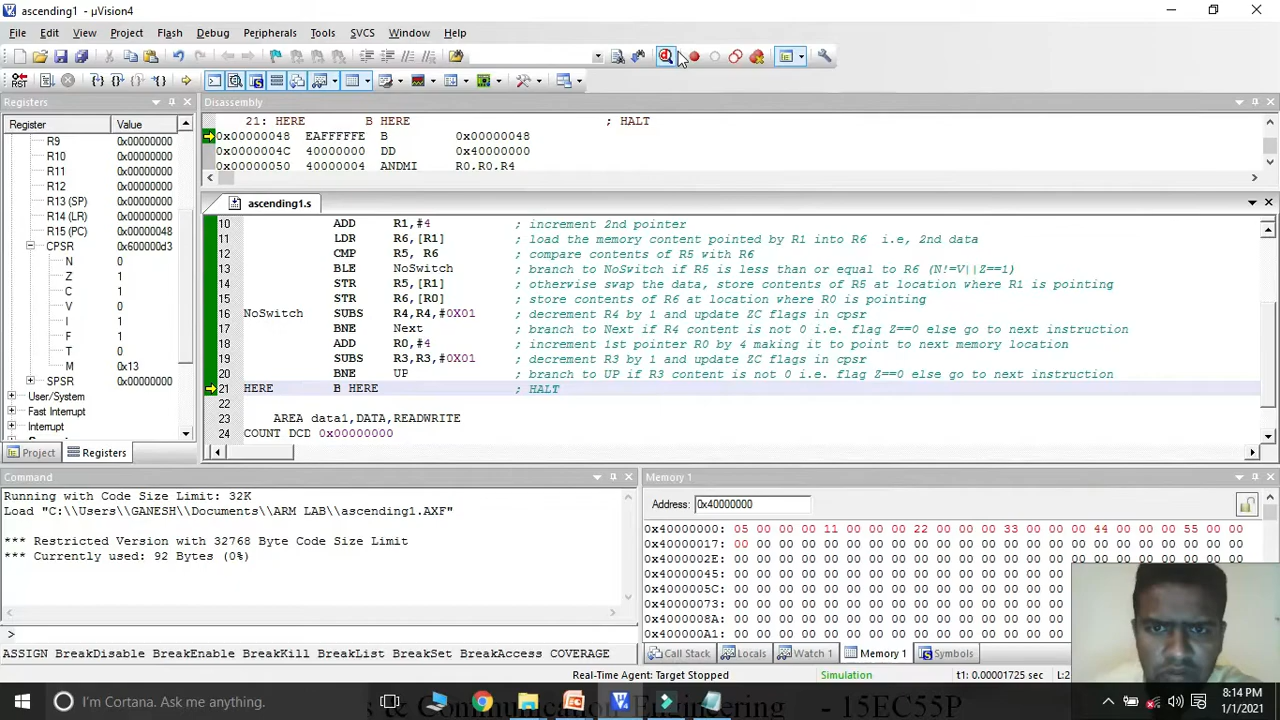 ascending1 - µVision4
File Edit View Project Flash Debug Peripherals Tools SVCS Window Help
Registers
Register Value
R9 0x00000000
R10 0x00000000
R11 0x00000000
R12 0x00000000
R13 (SP) 0x00000000
R14 (LR) 0x00000000
R15 (PC) 0x00000048
CPSR 0x600000d3
N 0
Z 1
C 1
V 0
I 1
F 1
T 0
M 0x13
SPSR 0x00000000
User/System
Fast Interrupt
Interrupt
Project Registers
Disassembly
21: HERE B HERE ; HALT
0x00000048 EAFFFFFE B 0x00000048
0x0000004C 40000000 DD 0x40000000
0x00000050 40000004 ANDMI R0,R0,R4
ascending1.s
10 ADD R1,#4 ; increment 2nd pointer
11 LDR R6,[R1] ; load the memory content pointed by R1 into R6 i.e, 2nd data
12 CMP R5, R6 ; compare contents of R5 with R6
13 BLE NoSwitch ; branch to NoSwitch if R5 is less than or equal to R6 (N!=V||Z==1)
14 STR R5,[R1] ; otherwise swap the data, store contents of R5 at location where R1 is pointing
15 STR R6,[R0] ; store contents of R6 at location where R0 is pointing
16 NoSwitch SUBS R4,R4,#0X01 ; decrement R4 by 1 and update ZC flags in cpsr
17 BNE Next ; branch to Next if R4 content is not 0 i.e. flag Z==0 else go to next instruction
18 ADD R0,#4 ; increment 1st pointer R0 by 4 making it to point to next memory location
19 SUBS R3,R3,#0X01 ; decrement R3 by 1 and update ZC flags in cpsr
20 BNE UP ; branch to UP if R3 content is not 0 i.e. flag Z==0 else go to next instruction
21 HERE B HERE ; HALT
22
23 AREA data1,DATA,READWRITE
24 COUNT DCD 0x00000000
Command
Running with Code Size Limit: 32K
Load "C:\\Users\\GANESH\\Documents\\ARM LAB\\ascending1.AXF"
*** Restricted Version with 32768 Byte Code Size Limit
*** Currently used: 92 Bytes (0%)
>
ASSIGN BreakDisable BreakEnable BreakKill BreakList BreakSet BreakAccess COVERAGE
Memory 1
Address: 0x40000000
0x40000000: 05 00 00 00 11 00 00 00 22 00 00 00 33 00 00 00 44 00 00 00 55 00 00
0x40000017: 00 00 00 00 00 00 00 00 00 00 00 00 00 00 00 00 00 00 00 00 00 00 00
0x4000002E: 00 00 00 00 00 00 00 00 00 00 00 00 00 00 00 00 00 00 00 00 00 00 00
0x40000045: 00 00 00 00 00 00 00 00 00 00 00 00 00 00 00
0x4000005C: 00 00 00 00 00 00 00 00 00 00 00 00 00 00 00
0x40000073: 00 00 00 00 00 00 00 00 00 00 00 00 00 00 00
0x4000008A: 00 00 00 00 00 00 00 00 00 00 00 00 00 00 00
0x400000A1: 00 00 00 00 00 00 00 00 00 00 00 00 00 00 00
Call Stack Locals Watch 1 Memory 1 Symbols
Real-Time Agent: Target Stopped Simulation t1: 0.00001725 sec L:2
I'm Cortana. Ask me anything.
s & Communication Engineering - 15EC55P
8:14 PM
1/1/2021